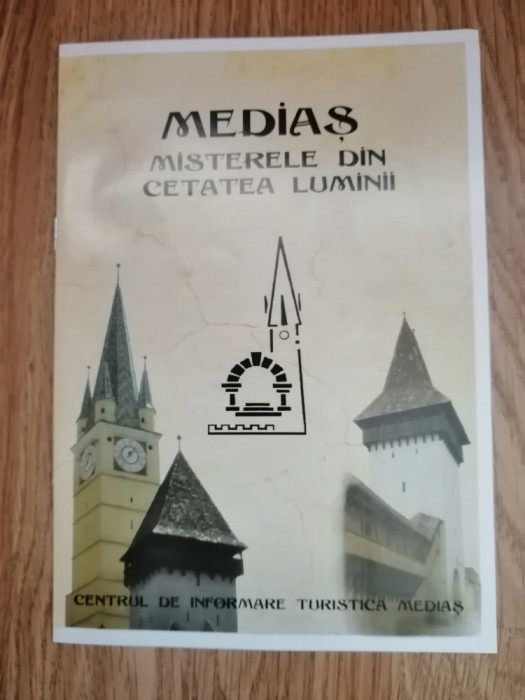 MEDIAŞ
MISTERELE DIN
CETATEA LUMINII
CENTRUL DE INFORMARE TURISTICA MEDIAŞ